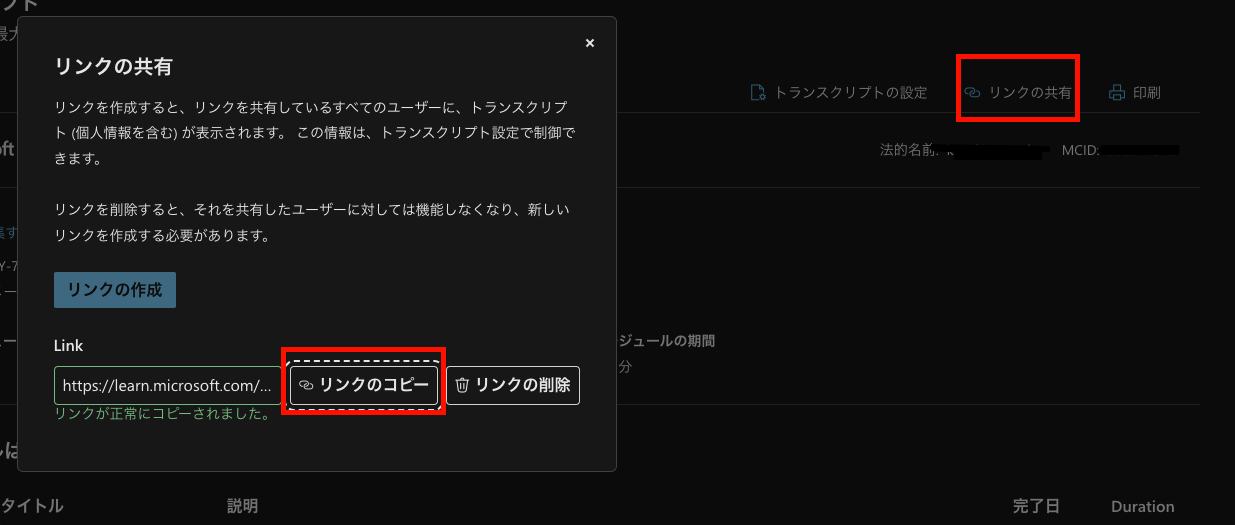 プト
最大
×
リンクの共有
リンクを作成すると、リンクを共有しているすべてのユーザーに、トランスクリプ
ト (個人情報を含む) が表示されます。 この情報は、トランスクリプト設定で制御で
きます。
リンクを削除すると、それを共有したユーザーに対しては機能しなくなり、新しい
リンクを作成する必要があります。
リンクの作成
Link
https://learn.microsoft.com/...
リンクのコピー
リンクの削除
リンクが正常にコピーされました。
トランスクリプトの設定
リンクの共有
印刷
oft
法的名前:
MCID:
集す
Y-7
ジュールの期間
分
タイトル
説明
完了日
Duration